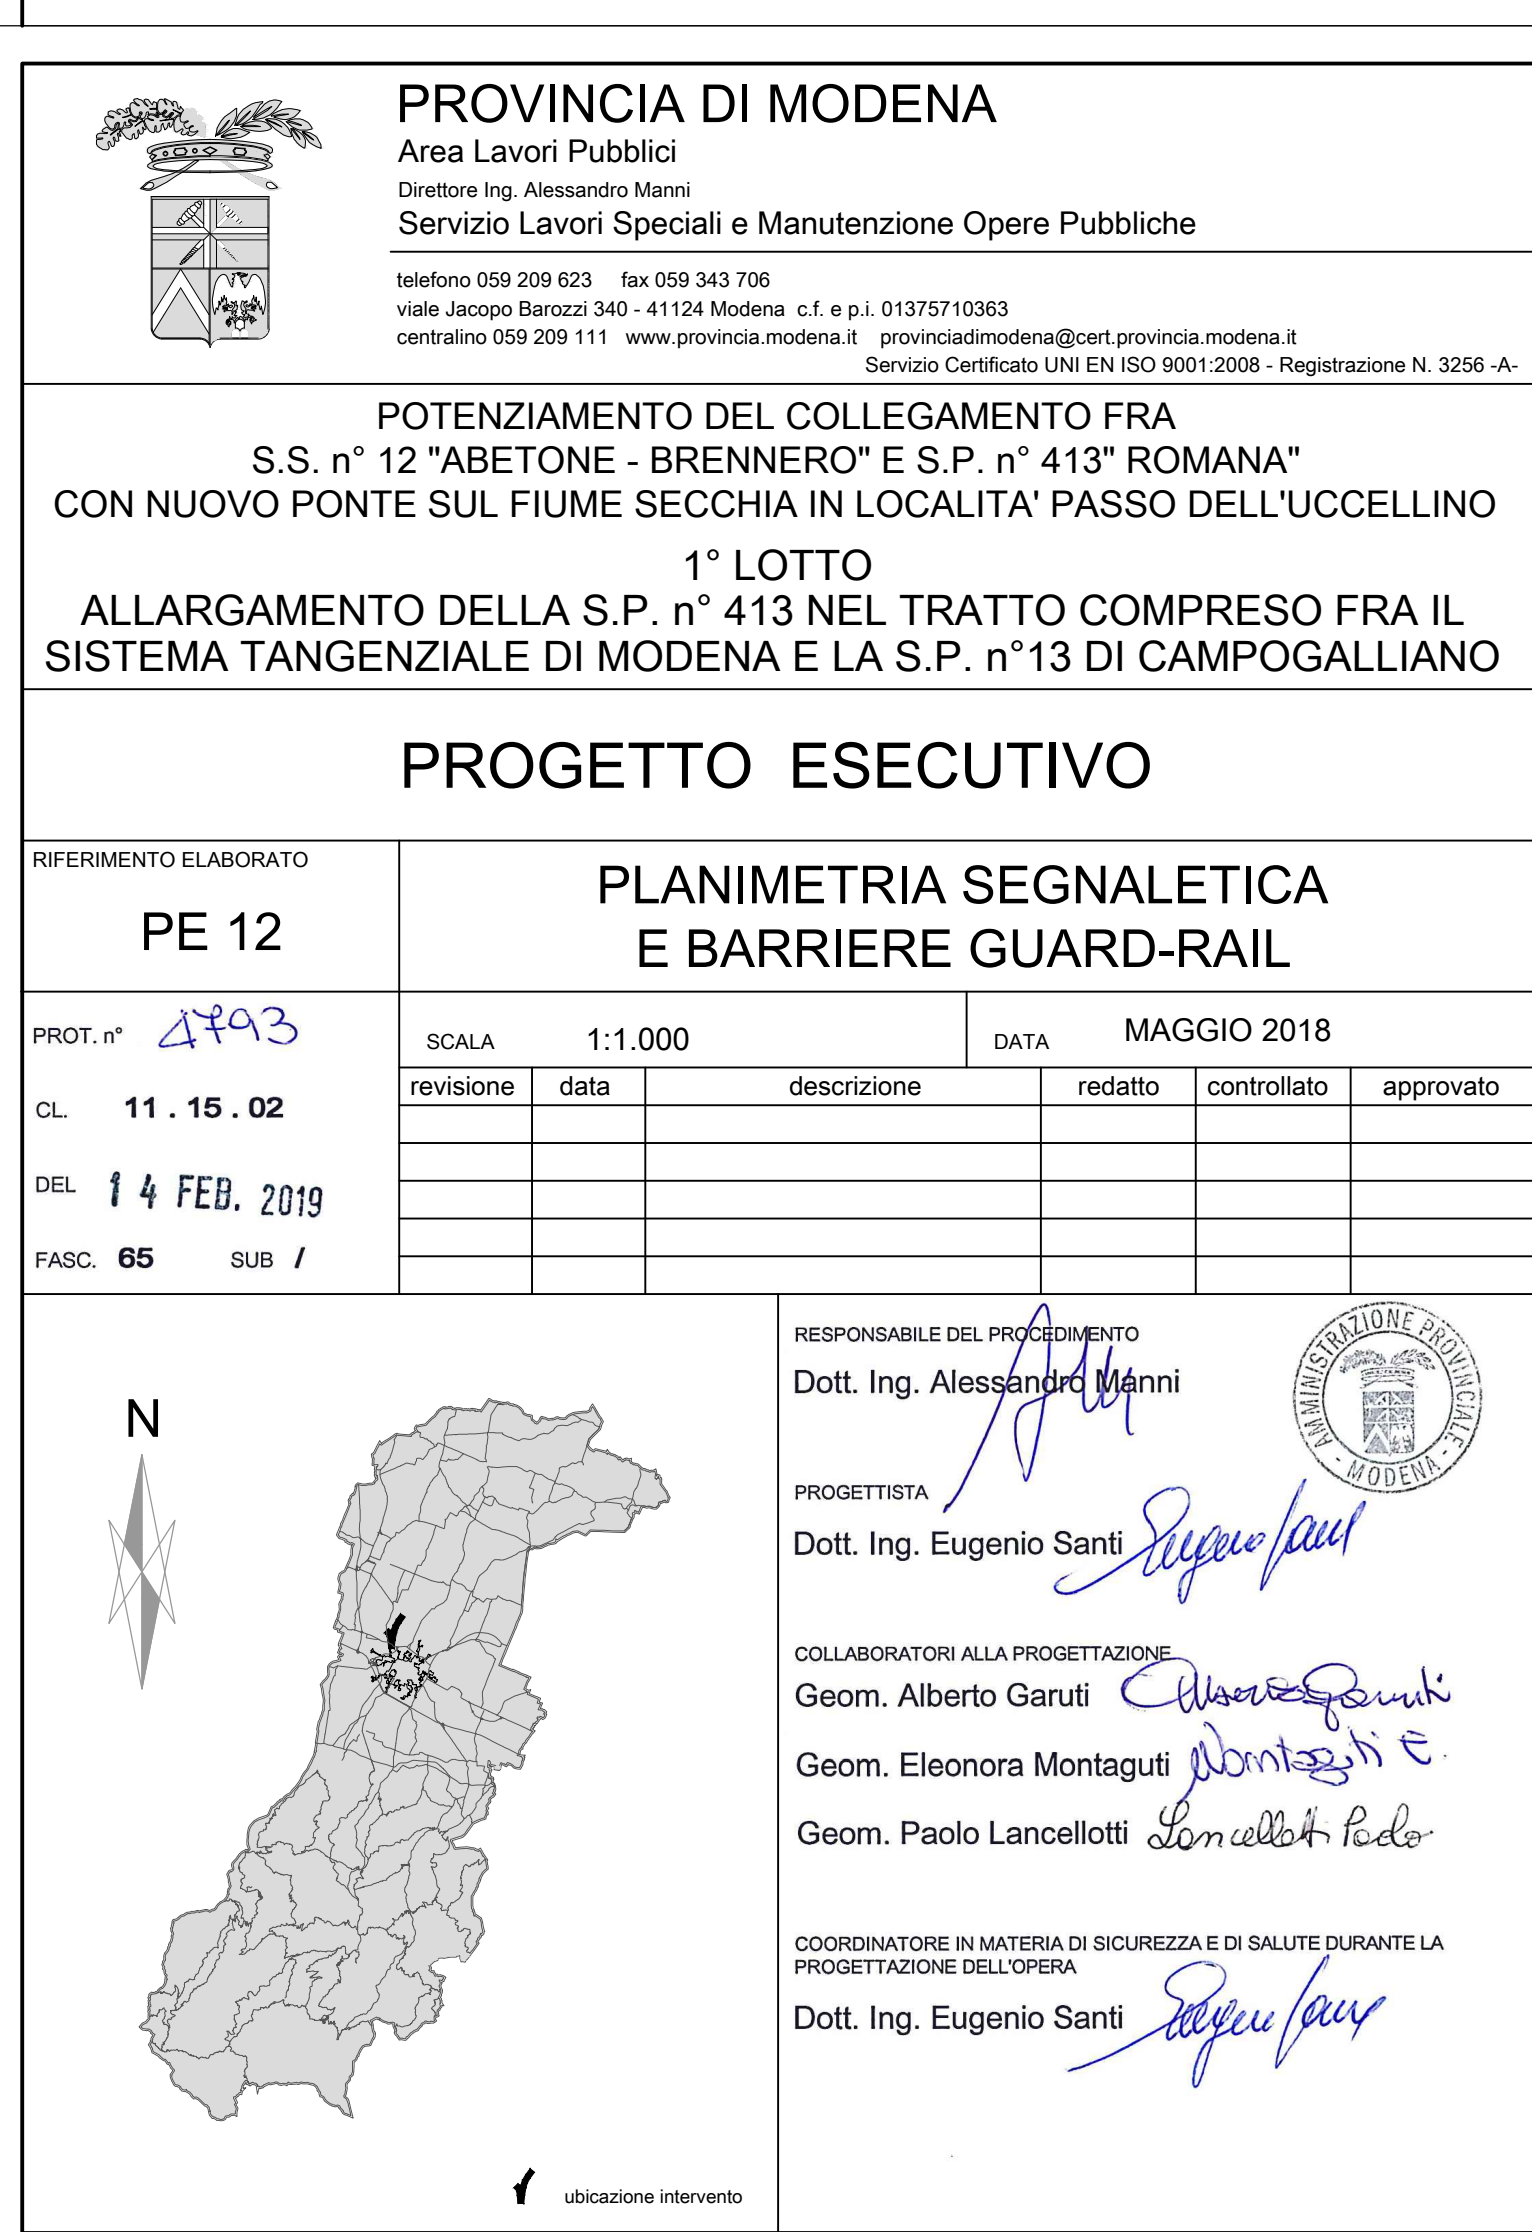 PROVINCIA DI MODENA
Area Lavori Pubblici
Direttore Ing. Alessandro Manni
Servizio Lavori Speciali e Manutenzione Opere Pubbliche
telefono 059 209 623 fax 059 343 706
viale Jacopo Barozzi 340 - 41124 Modena c.f. e p.i. 01375710363
centralino 059 209 111 www.provincia.modena.it provinciadimodena@cert.provincia.modena.it
Servizio Certificato UNI EN ISO 9001:2008 - Registrazione N. 3256 -A-
POTENZIAMENTO DEL COLLEGAMENTO FRA
S.S. n° 12 "ABETONE - BRENNERO" E S.P. n° 413" ROMANA"
CON NUOVO PONTE SUL FIUME SECCHIA IN LOCALITA' PASSO DELL'UCCELLINO
1° LOTTO
ALLARGAMENTO DELLA S.P. n° 413 NEL TRATTO COMPRESO FRA IL
SISTEMA TANGENZIALE DI MODENA E LA S.P. n°13 DI CAMPOGALLIANO
PROGETTO ESECUTIVO
RIFERIMENTO ELABORATO
PE 12
PLANIMETRIA SEGNALETICA
E BARRIERE GUARD-RAIL
PROT. n° 4793
CL. 11 . 15 . 02
DEL 14 FEB. 2019
FASC. 65 SUB /
SCALA 1:1.000
DATA MAGGIO 2018
revisione data descrizione redatto controllato approvato
N
ubicazione intervento
RESPONSABILE DEL PROCEDIMENTO
Dott. Ing. Alessandro Manni
AMMINISTRAZIONE PROVINCIALE - MODENA -
PROGETTISTA
Dott. Ing. Eugenio Santi
COLLABORATORI ALLA PROGETTAZIONE
Geom. Alberto Garuti
Geom. Eleonora Montaguti Montaguti E.
Geom. Paolo Lancellotti Lancellotti Paolo
COORDINATORE IN MATERIA DI SICUREZZA E DI SALUTE DURANTE LA
PROGETTAZIONE DELL'OPERA
Dott. Ing. Eugenio Santi